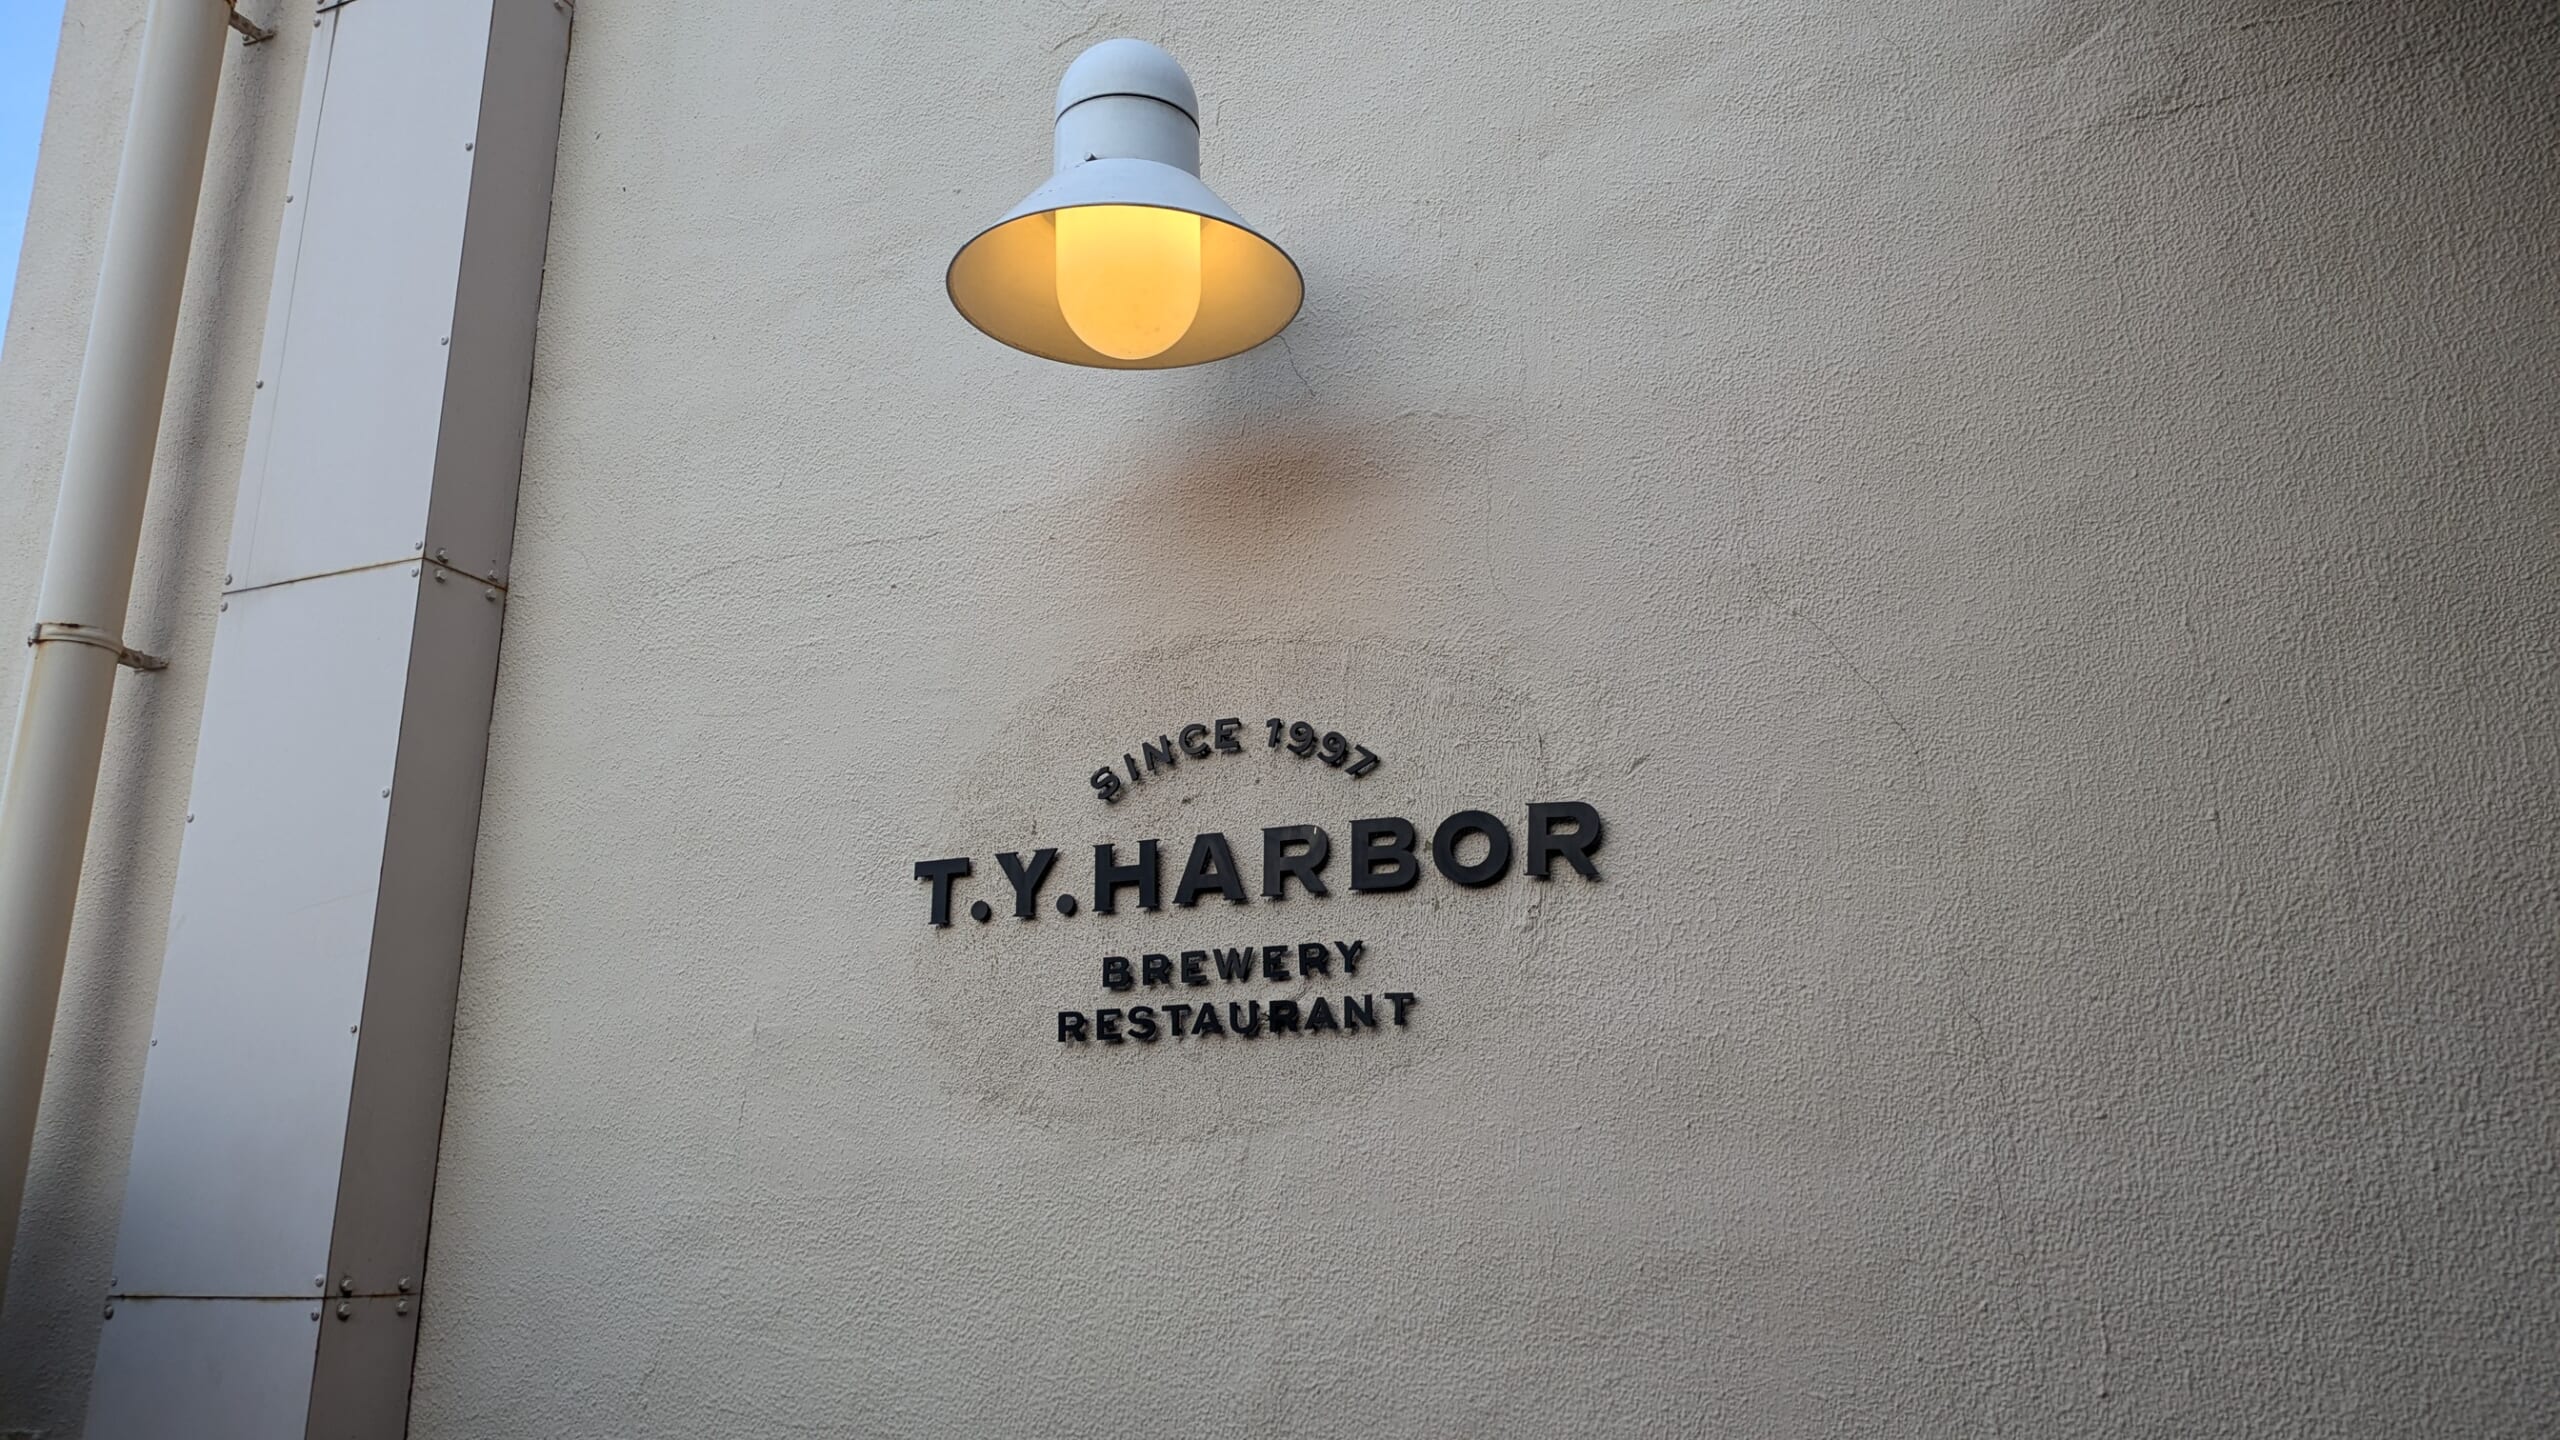 SINCE 1997
T.Y.HARBOR
BREWERY
RESTAURANT